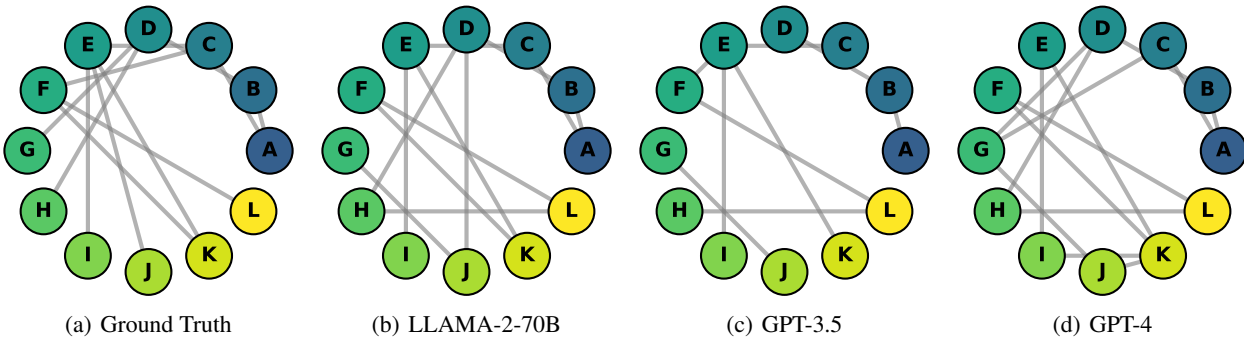 E D C
F B
G A
H L
I J K
(a) Ground Truth
E D C
F B
G A
H L
I J K
(b) LLAMA-2-70B
E D C
F B
G A
H L
I J K
(c) GPT-3.5
E D C
F B
G A
H L
I J K
(d) GPT-4